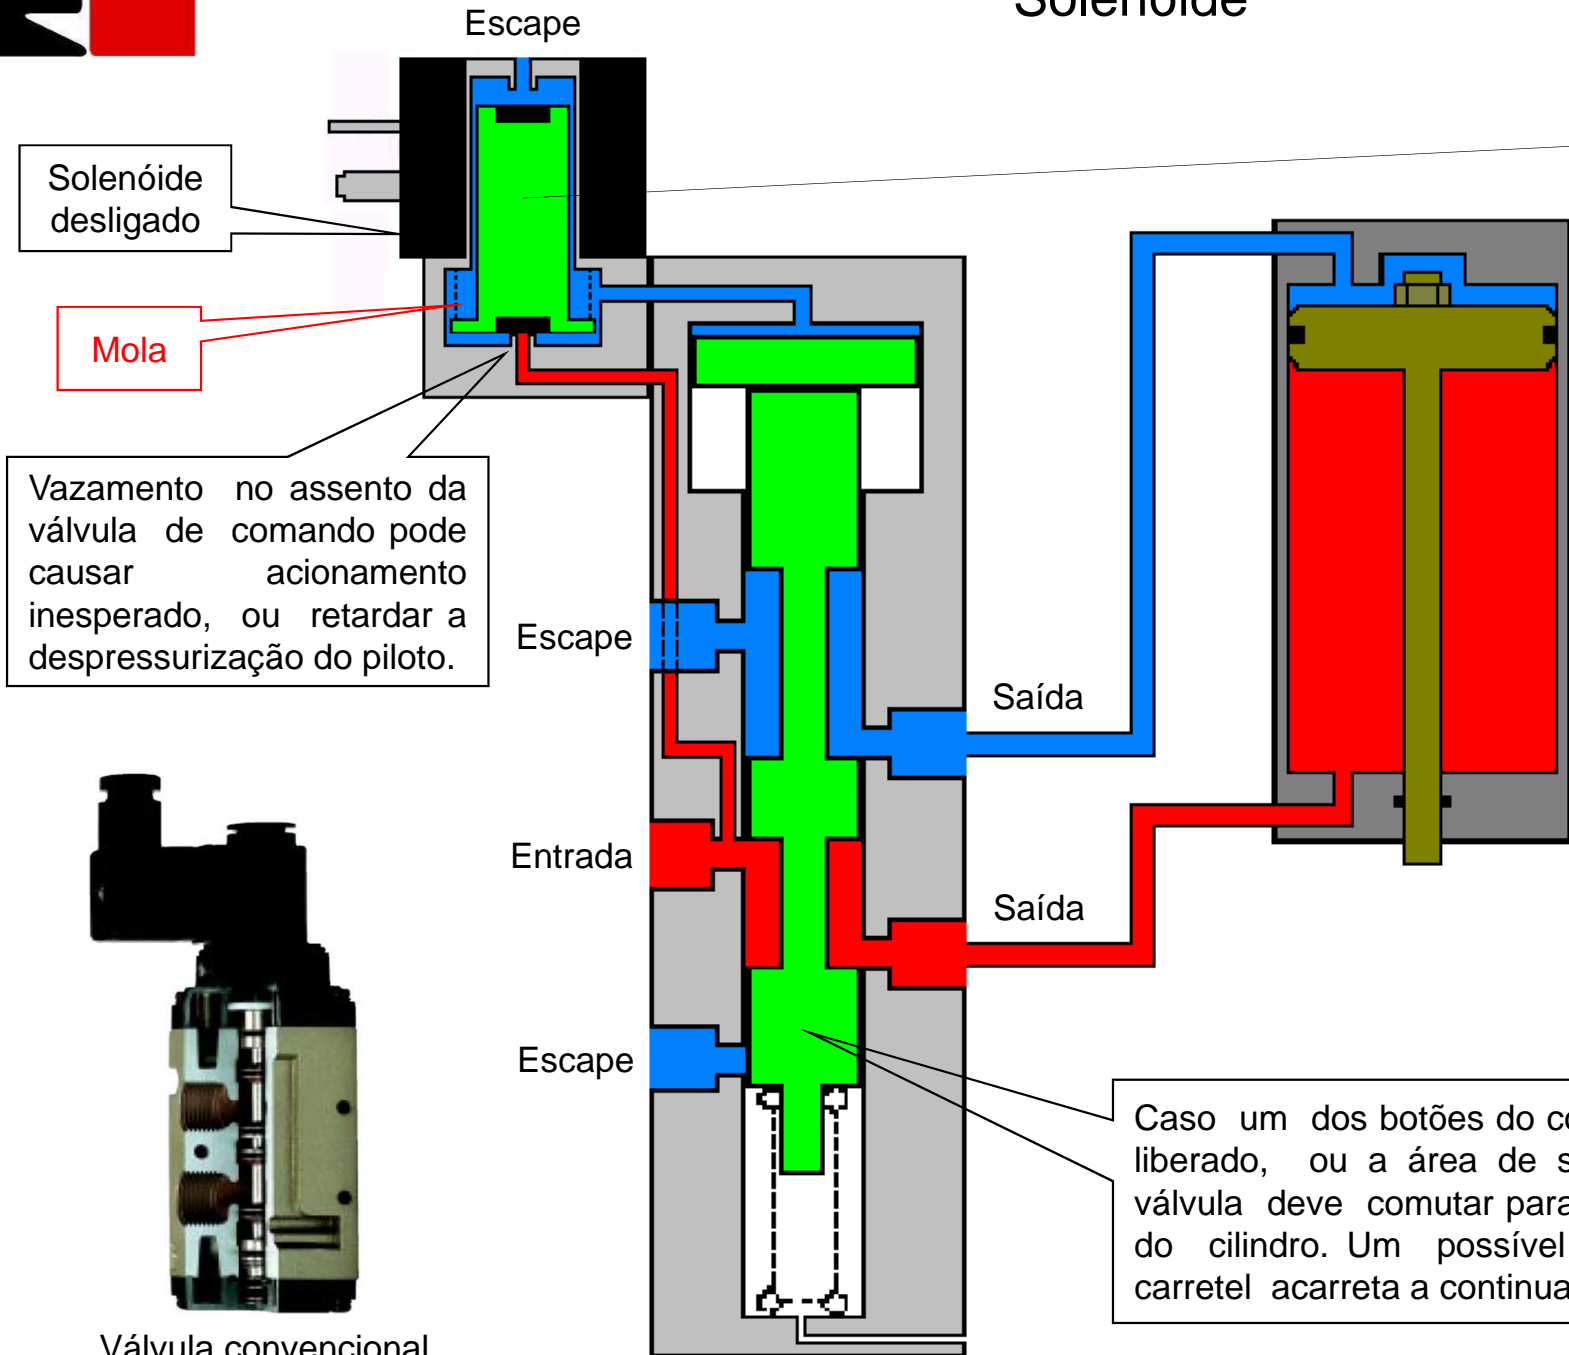 Escape
Solenóide
desligado
Mola
Vazamento no assento da
válvula de comando pode
causar acionamento
inesperado, ou retardar a
despressurização do piloto.
Escape
Saída
Entrada
Saída
Escape
Caso um dos botões do
liberado, ou a área de
válvula deve comutar para
do cilindro. Um possível
carretel acarreta a
Válvula convencional